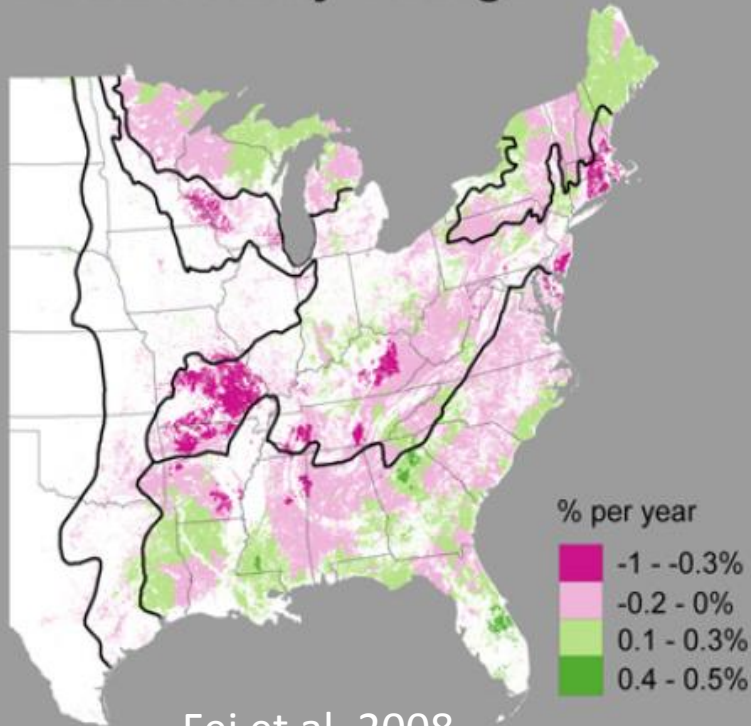 % per year
-1 - -0.3%
-0.2 - 0%
0.1 - 0.3%
0.4 - 0.5%
Fei et al. 2008